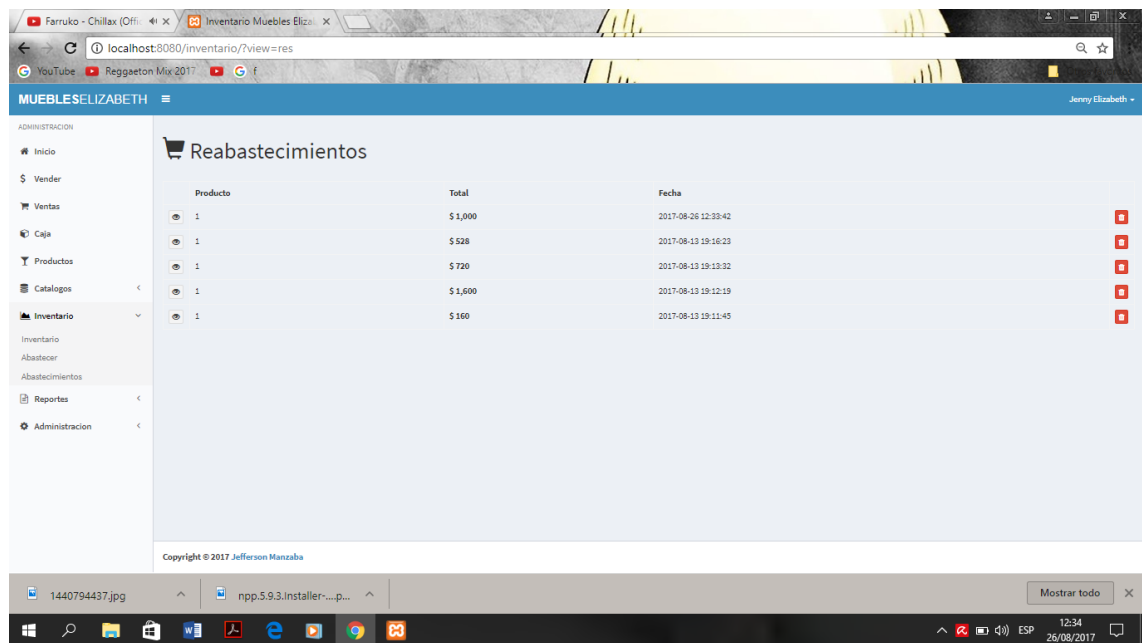 Farruko - Chillax (Offic
Inventario Muebles Eliza
localhost:8080/inventario/?view=res
YouTube Reggaeton Mix 2017 f
MUEBLESELIZABETH
Jenny Elizabeth
ADMINISTRACION
Inicio
$ Vender
Ventas
Caja
Productos
Catalogos
Inventario
Inventario
Abastecer
Abastecimientos
Reportes
Administracion
Reabastecimientos
Producto Total Fecha
1 $ 1,000 2017-08-26 12:33:42
1 $ 528 2017-08-13 19:16:23
1 $ 720 2017-08-13 19:13:32
1 $ 1,600 2017-08-13 19:12:19
1 $ 160 2017-08-13 19:11:45
Copyright © 2017 Jefferson Manzaba
1440794437.jpg
npp.5.9.3.Installer-....p...
Mostrar todo
ESP
12:34
26/08/2017